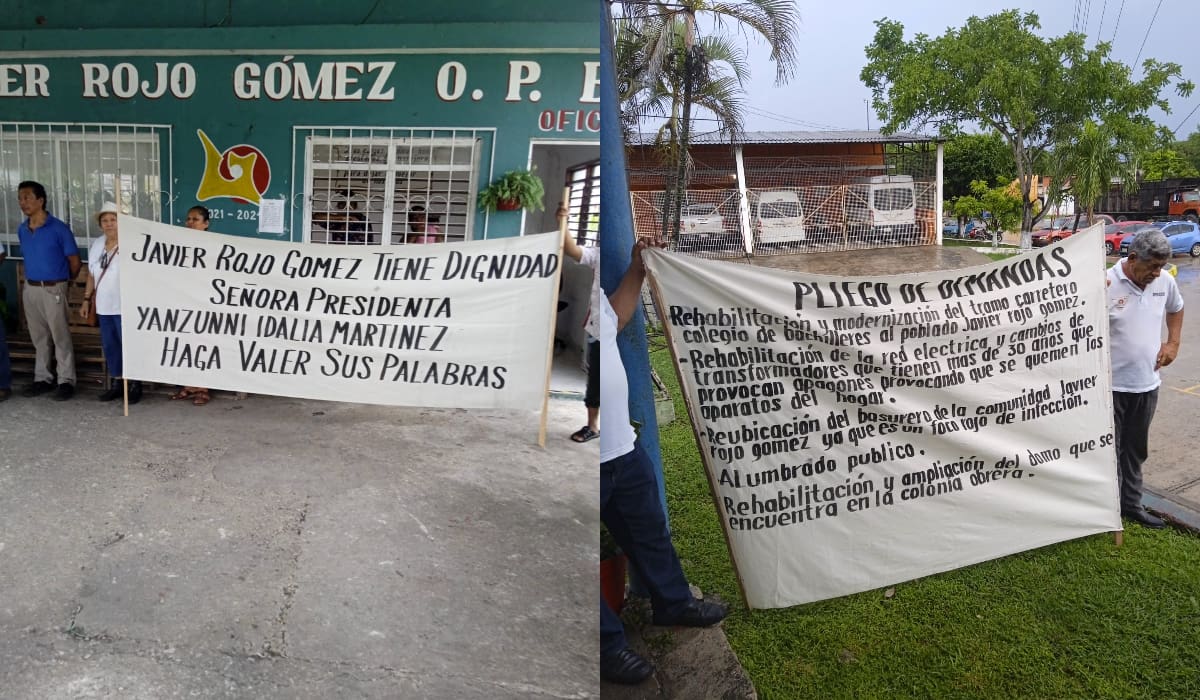 ER ROJO GÓMEZ O. P. B
OFIC
2021 - 2024
JAVIER ROJO GOMEZ TIENE DIGNIDAD
SEÑORA PRESIDENTA
YANZUNNI IDALIA MARTINEZ
HAGA VALER SUS PALABRAS
PLIEGO DE DEMANDAS
Rehabilitación y modernización del tramo carretero
colegio de bachilleres al poblado Javier rojo gomez.
-Rehabilitación de la red electrica y cambios de
transformadores que tienen mas de 30 años que
provocan apagones provocando que se quemen los
aparatos del hogar.
-Reubicación del basurero de la comunidad Javier
rojo gomez ya que es un foco rojo de infección.
-ALumbrado publico.
Rehabilitación y ampliación del domo que se
encuentra en la colonia obrera.